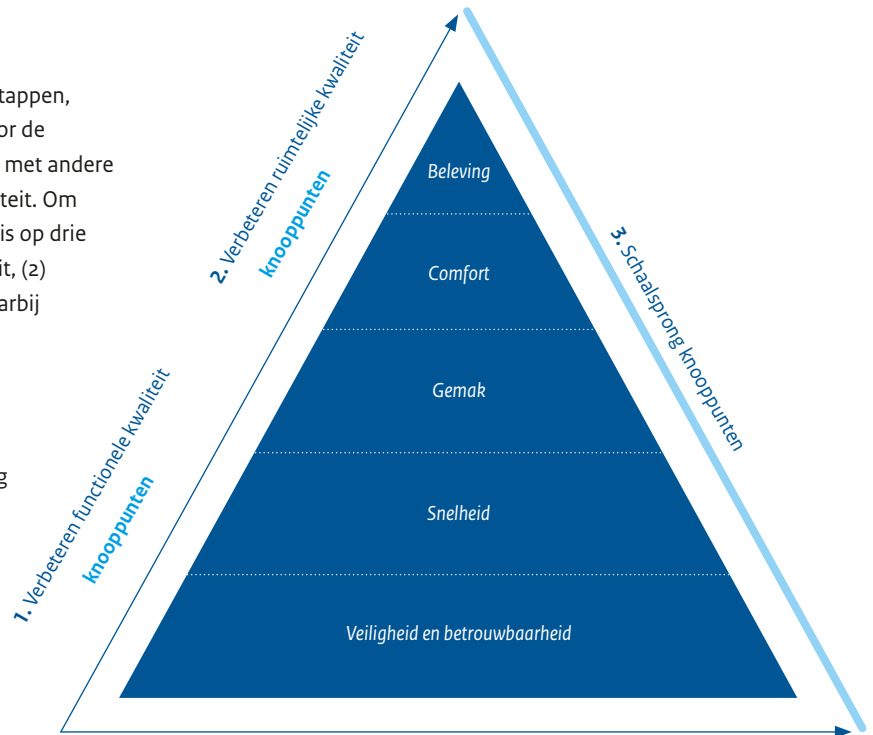 tappen,
or de
met andere
teit. Om
is op drie
it, (2)
arbij
g
2. Verbeteren ruimtelijke kwaliteit
knooppunten
1. Verbeteren functionele kwaliteit
knooppunten
3. Schaalsprong knooppunten
Beleving
Comfort
Gemak
Snelheid
Veiligheid en betrouwbaarheid